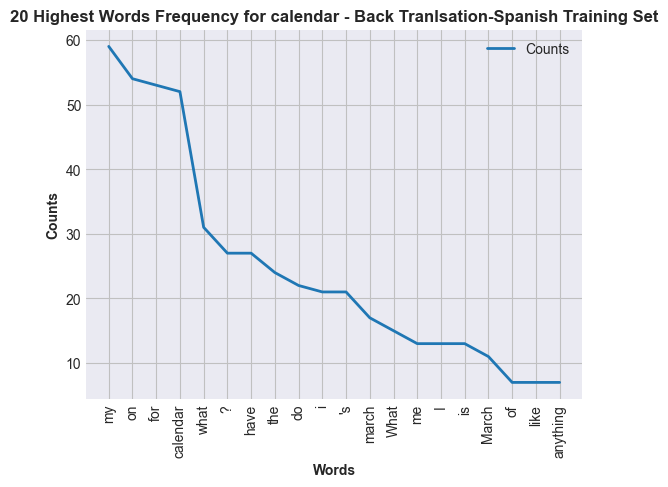 20 Highest Words Frequency for calendar - Back Tranlsation-Spanish Training Set
Counts
60
50
40
30
20
10
Counts
my
on
for
calendar
what
?
have
the
do
i
's
march
What
me
I
is
March
of
like
anything
Words